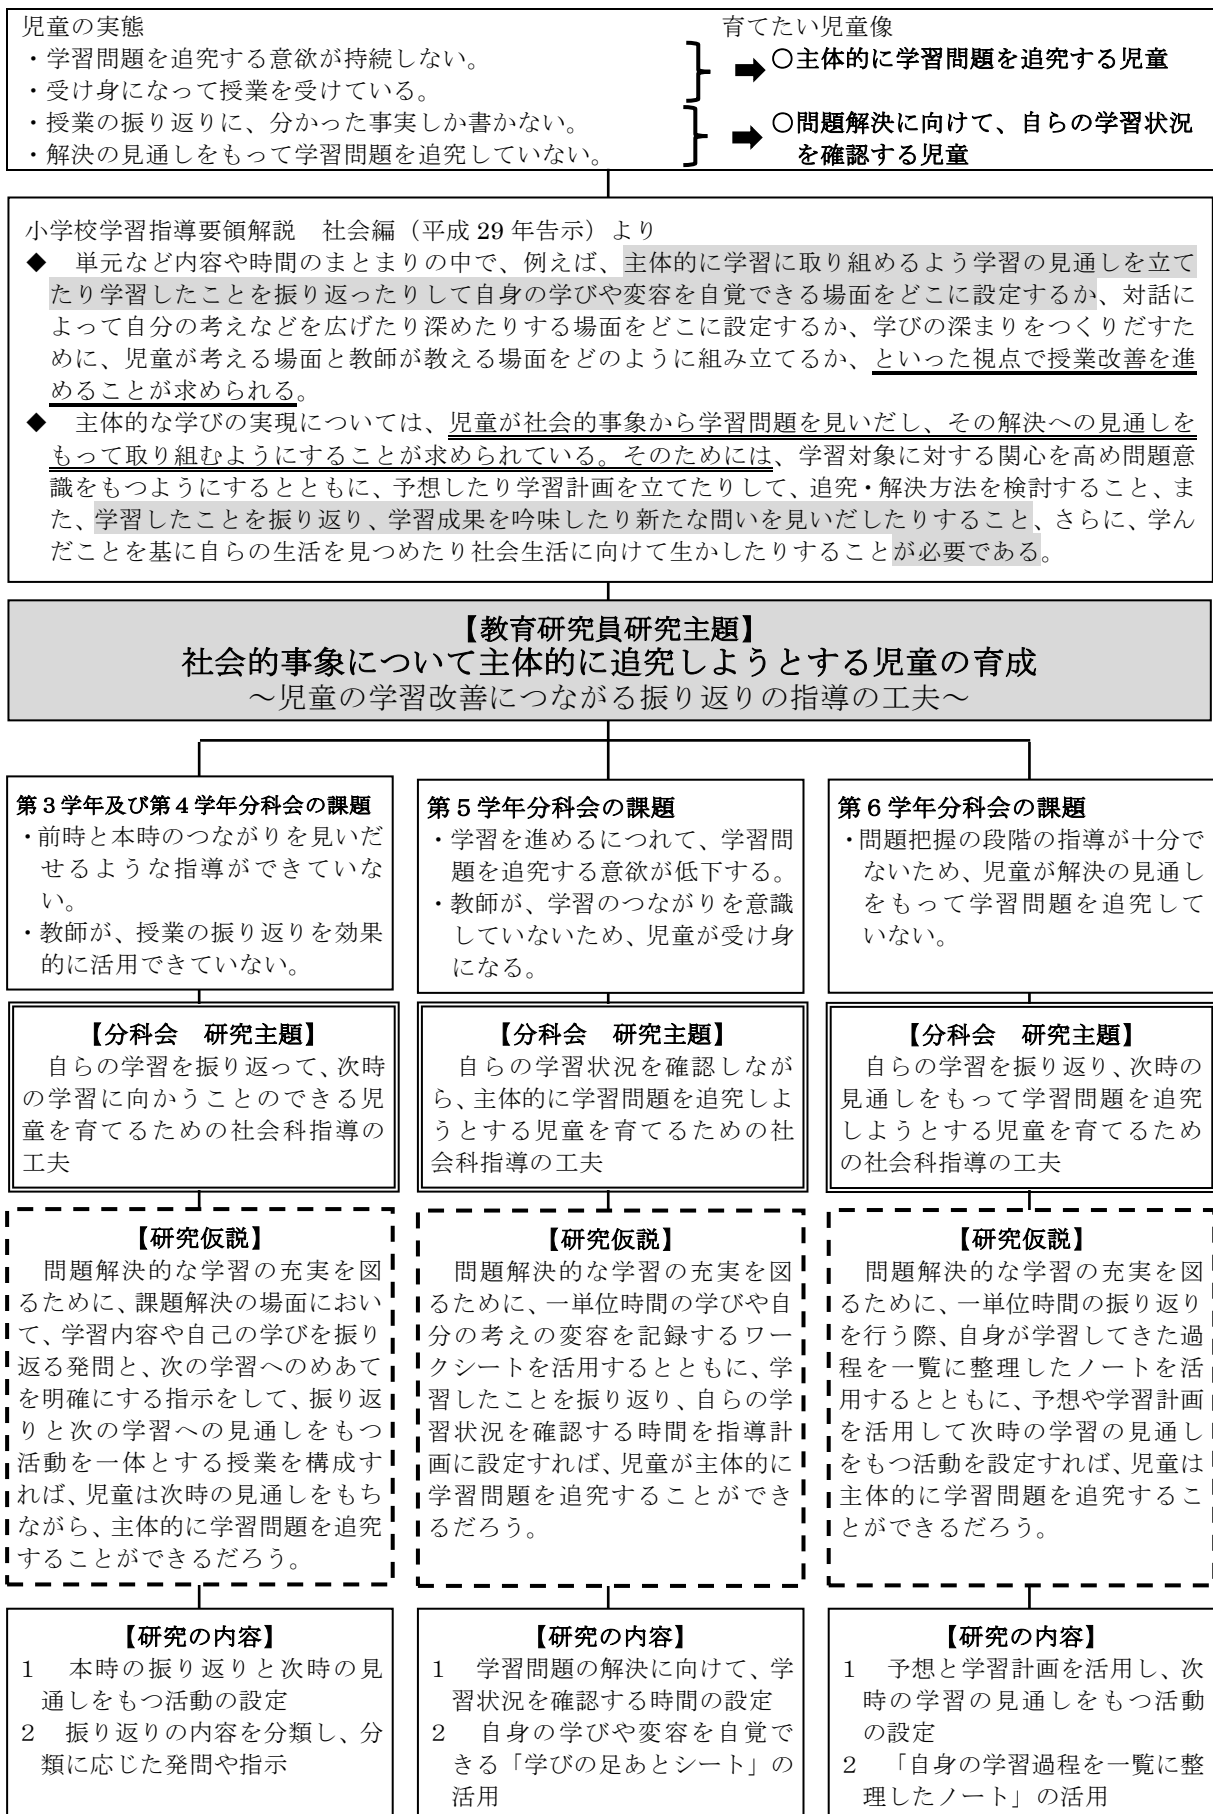 児童の実態
・学習問題を追究する意欲が持続しない。
・受け身になって授業を受けている。
・授業の振り返りに、分かった事実しか書かない。
・解決の見通しをもって学習問題を追究していない。
育てたい児童像
○主体的に学習問題を追究する児童
○問題解決に向けて、自らの学習状況
を確認する児童
小学校学習指導要領解説　社会編（平成 29 年告示）より
◆　単元など内容や時間のまとまりの中で、例えば、主体的に学習に取り組めるよう学習の見通しを立て
たり学習したことを振り返ったりして自身の学びや変容を自覚できる場面をどこに設定するか、対話に
よって自分の考えなどを広げたり深めたりする場面をどこに設定するか、学びの深まりをつくりだすた
めに、児童が考える場面と教師が教える場面をどのように組み立てるか、といった視点で授業改善を進
めることが求められる。
◆　主体的な学びの実現については、児童が社会的事象から学習問題を見いだし、その解決への見通しを
もって取り組むようにすることが求められている。そのためには、学習対象に対する関心を高め問題意
識をもつようにするとともに、予想したり学習計画を立てたりして、追究・解決方法を検討すること、ま
た、学習したことを振り返り、学習成果を吟味したり新たな問いを見いだしたりすること、さらに、学ん
だことを基に自らの生活を見つめたり社会生活に向けて生かしたりすることが必要である。
【教育研究員研究主題】
社会的事象について主体的に追究しようとする児童の育成
～児童の学習改善につながる振り返りの指導の工夫～
第３学年及び第４学年分科会の課題
・前時と本時のつながりを見いだ
せるような指導ができていな
い。
・教師が、授業の振り返りを効果
的に活用できていない。
【分科会　研究主題】
自らの学習を振り返って、次時
の学習に向かうことのできる児
童を育てるための社会科指導の
工夫
【研究仮説】
問題解決的な学習の充実を図
るために、課題解決の場面におい
て、学習内容や自己の学びを振り
返る発問と、次の学習へのめあて
を明確にする指示をして、振り返
りと次の学習への見通しをもつ
活動を一体とする授業を構成す
れば、児童は次時の見通しをもち
ながら、主体的に学習問題を追究
することができるだろう。
【研究の内容】
1　本時の振り返りと次時の見
通しをもつ活動の設定
2　振り返りの内容を分類し、分
類に応じた発問や指示
第５学年分科会の課題
・学習を進めるにつれて、学習問
題を追究する意欲が低下する。
・教師が、学習のつながりを意識
していないため、児童が受け身
になる。
【分科会　研究主題】
自らの学習状況を確認しなが
ら、主体的に学習問題を追究しよ
うとする児童を育てるための社
会科指導の工夫
【研究仮説】
問題解決的な学習の充実を図
るために、一単位時間の学びや自
分の考えの変容を記録するワー
クシートを活用するとともに、学
習したことを振り返り、自らの学
習状況を確認する時間を指導計
画に設定すれば、児童が主体的に
学習問題を追究することができ
るだろう。
【研究の内容】
1　学習問題の解決に向けて、学
習状況を確認する時間の設定
2　自身の学びや変容を自覚で
きる「学びの足あとシート」の
活用
第６学年分科会の課題
・問題把握の段階の指導が十分で
ないため、児童が解決の見通し
をもって学習問題を追究して
いない。
【分科会　研究主題】
自らの学習を振り返り、次時の
見通しをもって学習問題を追究
しようとする児童を育てるため
の社会科指導の工夫
【研究仮説】
問題解決的な学習の充実を図
るために、一単位時間の振り返り
を行う際、自身が学習してきた過
程を一覧に整理したノートを活
用するとともに、予想や学習計画
を活用して次時の学習の見通し
をもつ活動を設定すれば、児童は
主体的に学習問題を追究するこ
とができるだろう。
【研究の内容】
1　予想と学習計画を活用し、次
時の学習の見通しをもつ活動
の設定
2　「自身の学習過程を一覧に整
理したノート」の活用